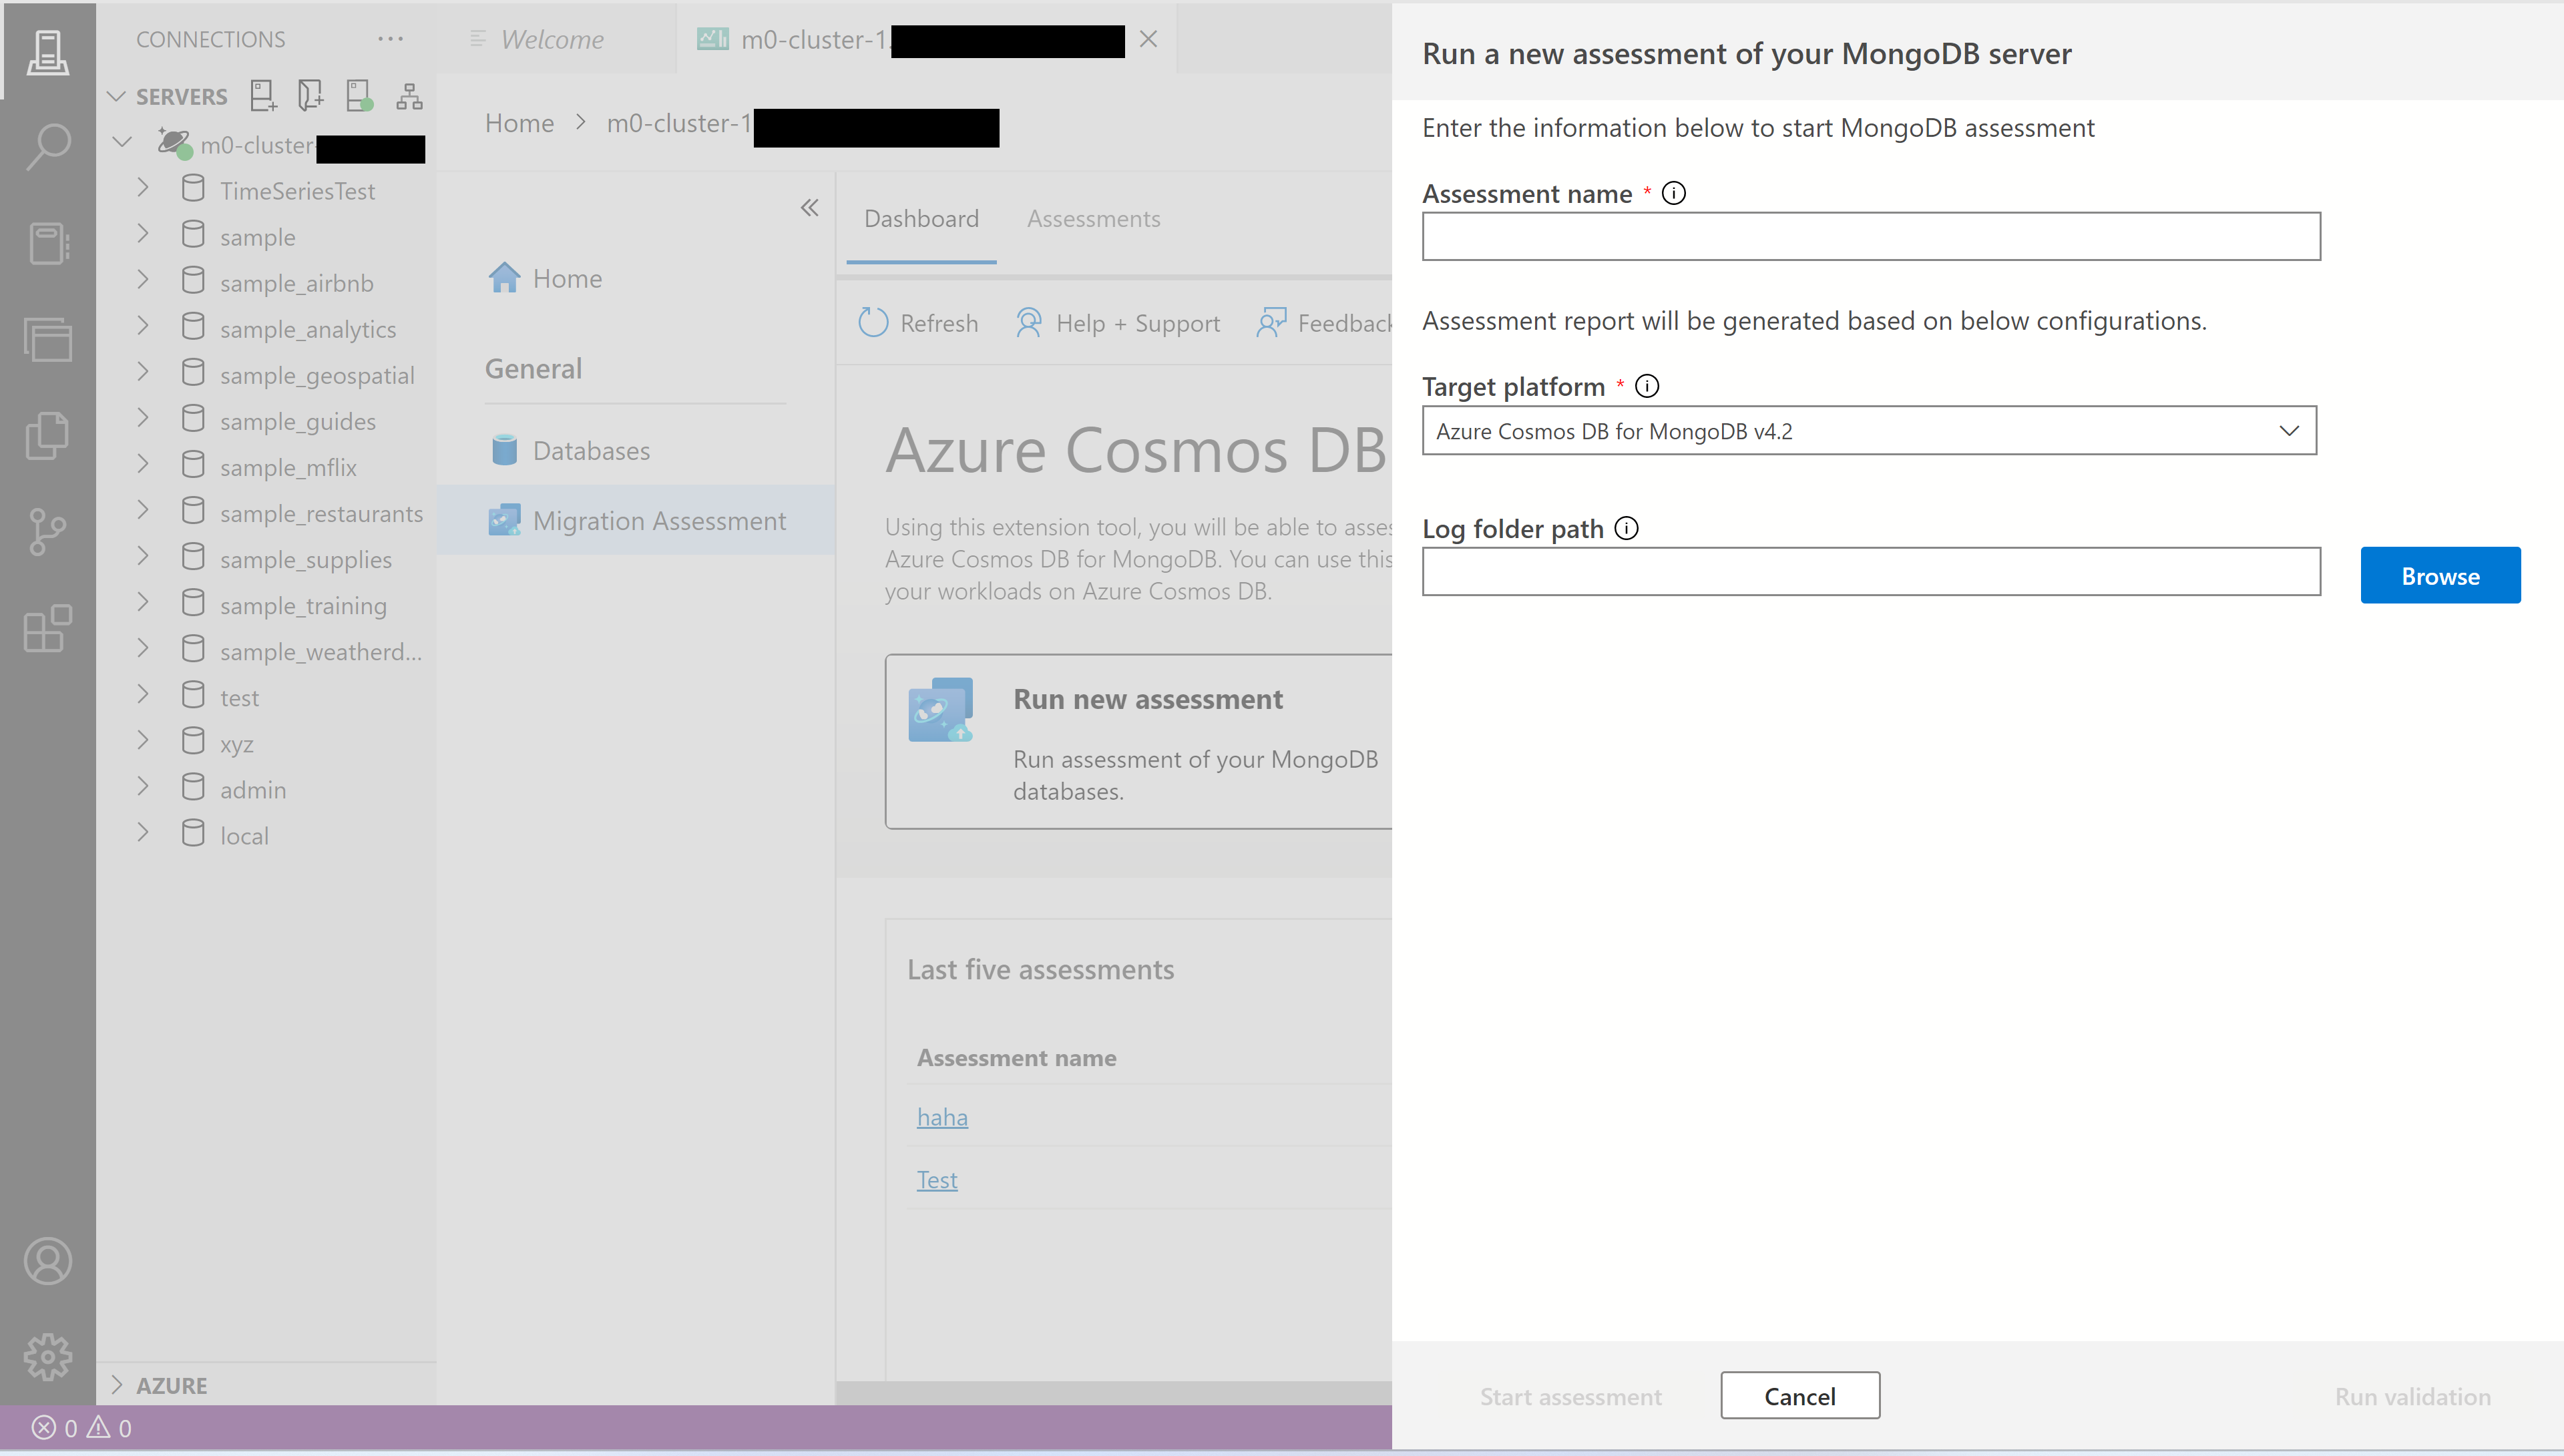 CONNECTIONS
SERVERS
m0-cluster-
TimeSeriesTest
sample
sample_airbnb
sample_analytics
sample_geospatial
sample_guides
sample_mflix
sample_restaurants
sample_supplies
sample_training
sample_weatherd...
test
xyz
admin
local
AZURE
0 0
Welcome
m0-cluster-1.
Home > m0-cluster-1
Home
General
Databases
Migration Assessment
Dashboard Assessments
Refresh Help + Support Feedback
Azure Cosmos DB
Using this extension tool, you will be able to asses
Azure Cosmos DB for MongoDB. You can use this
your workloads on Azure Cosmos DB.
Run new assessment
Run assessment of your MongoDB
databases.
Last five assessments
Assessment name
haha
Test
Run a new assessment of your MongoDB server
Enter the information below to start MongoDB assessment
Assessment name *
Assessment report will be generated based on below configurations.
Target platform *
Azure Cosmos DB for MongoDB v4.2
Log folder path
Browse
Start assessment Cancel Run validation